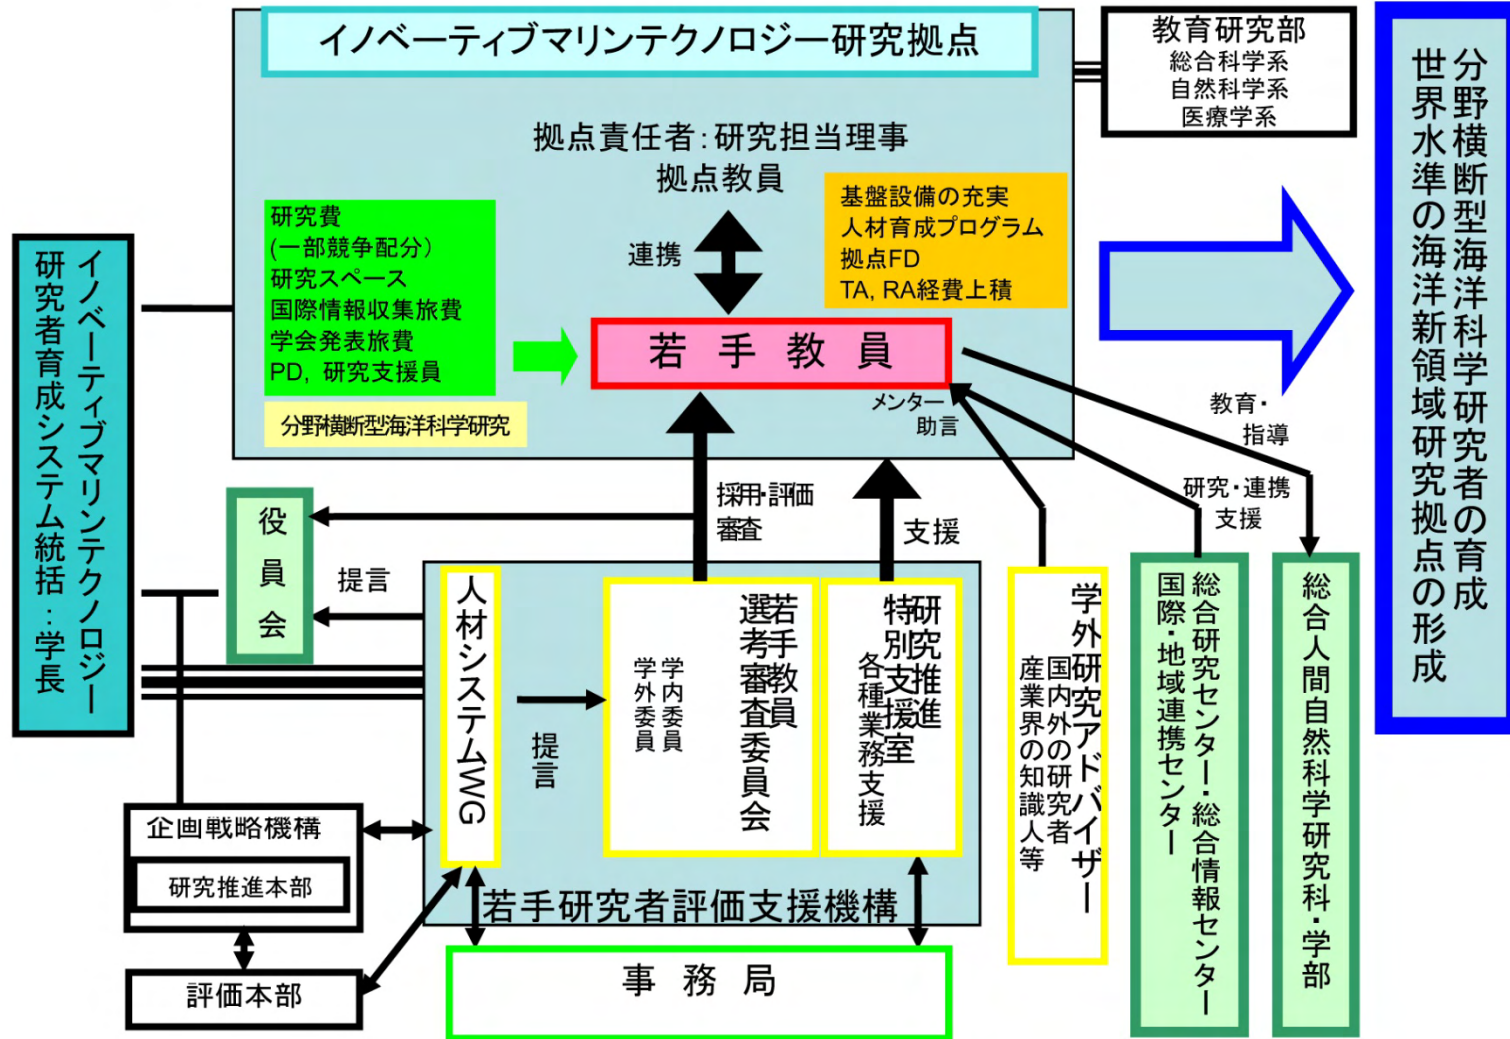 イノベーティブマリンテクノロジー研究拠点
教育研究部
総合科学系
自然科学系
医療学系
分野横断型海洋科学研究者の育成
世界水準の海洋新領域研究拠点の形成
拠点責任者：研究担当理事
拠点教員
研究費
(一部競争配分）
研究スペース
国際情報収集旅費
学会発表旅費
PD, 研究支援員
連携
基盤設備の充実
人材育成プログラム
拠点FD
TA, RA経費上積
若手教員
分野横断型海洋科学研究
メンター
助言
教育・
指導
イノベーティブマリンテクノロジー
研究者育成システム統括：学長
採用・評価
審査
支援
研究・連携
支援
役員会
提言
人材システムWG
提言
若手教員
選考審査委員会
学内委員
学外委員
研究推進
特別支援室
各種業務支援
学外研究アドバイザー
国内外の研究者
産業界の知識人等
総合研究センター・総合情報センター
国際・地域連携センター
総合人間自然科学研究科・学部
企画戦略機構
研究推進本部
若手研究者評価支援機構
評価本部
事務局